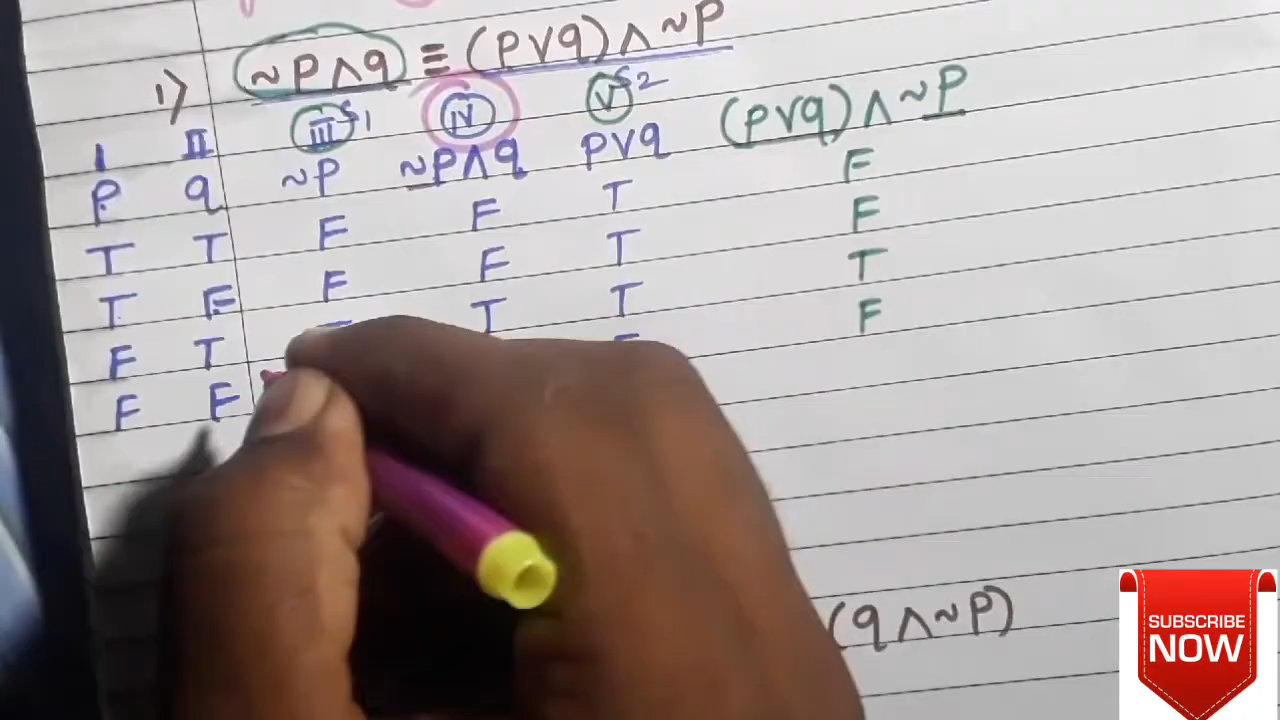 1) ~P∧q ≡ (P∨q)∧~P
I II III S1 IV V S2
P q ~P ~P∧q P∨q (P∨q)∧~P
T T F F T F
T F F F T F
F T T T T
F F F
(q∧~P)
SUBSCRIBE
NOW